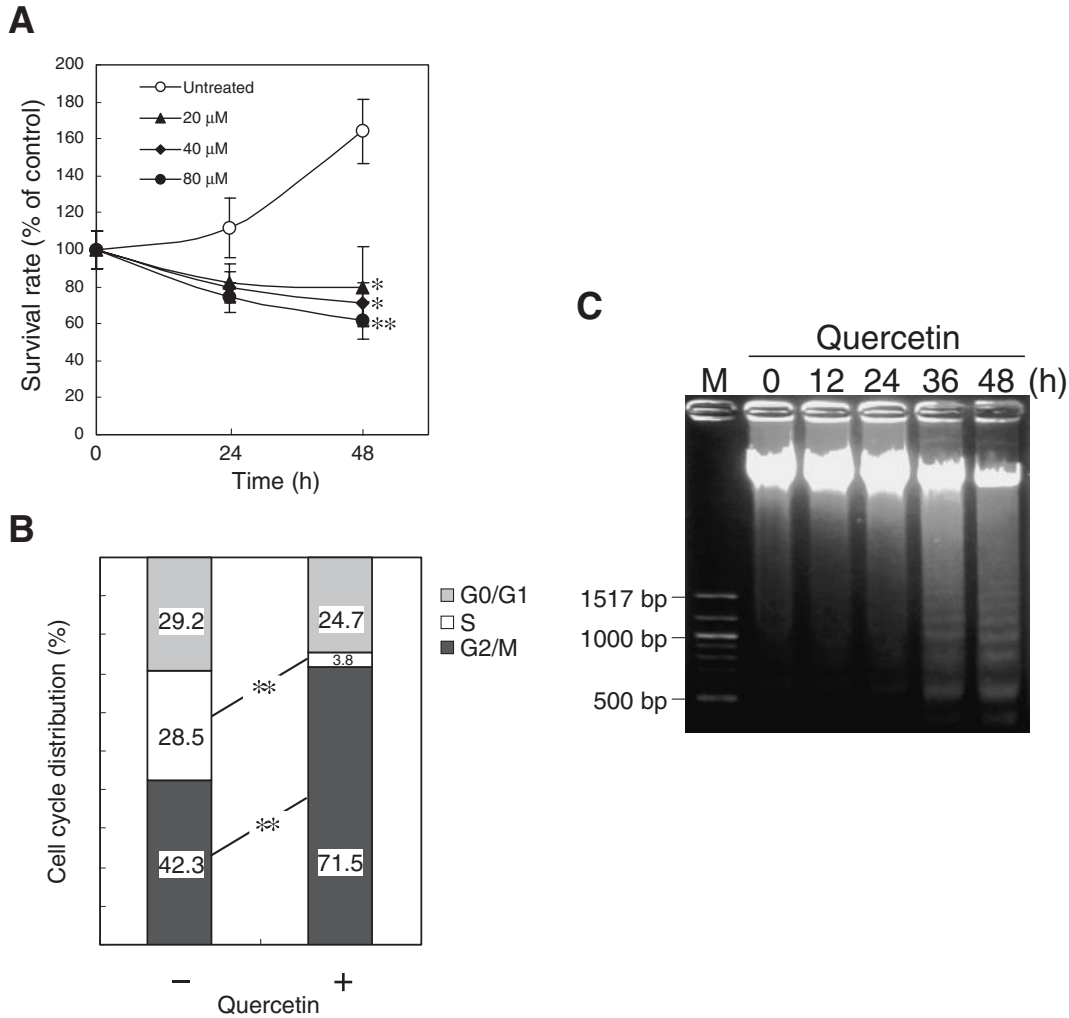 A
200
180
160
140
120
100
80
60
40
20
0
Survival rate (% of control)
Untreated
20 μM
40 μM
80 μM
*
*
**
0 24 48
Time (h)
B
Cell cycle distribution (%)
29.2
28.5
42.3
24.7
3.8
71.5
**
**
G0/G1
S
G2/M
− +
Quercetin
C
Quercetin
M 0 12 24 36 48 (h)
1517 bp
1000 bp
500 bp